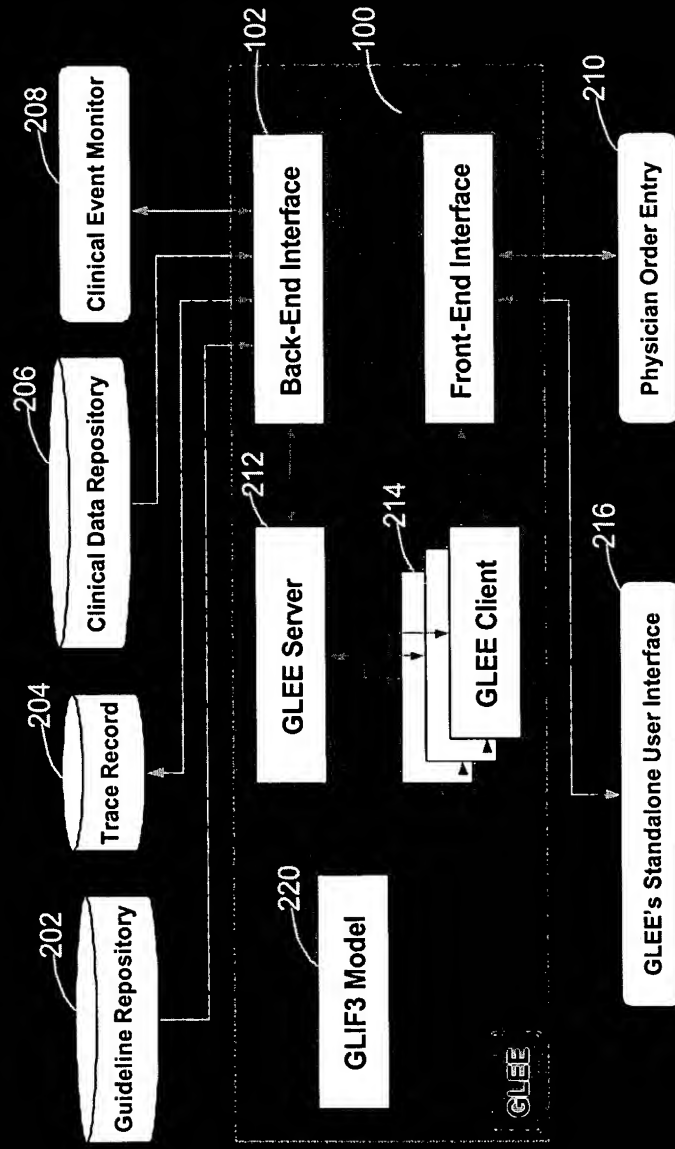 202
Guideline Repository
204
Trace Record
206
Clinical Data Repository
208
Clinical Event Monitor
220
GLIF3 Model
212
GLEE Server
102
Back-End Interface
214
GLEE Client
Front-End Interface
100
GLEE
216
GLEE's Standalone User Interface
210
Physician Order Entry